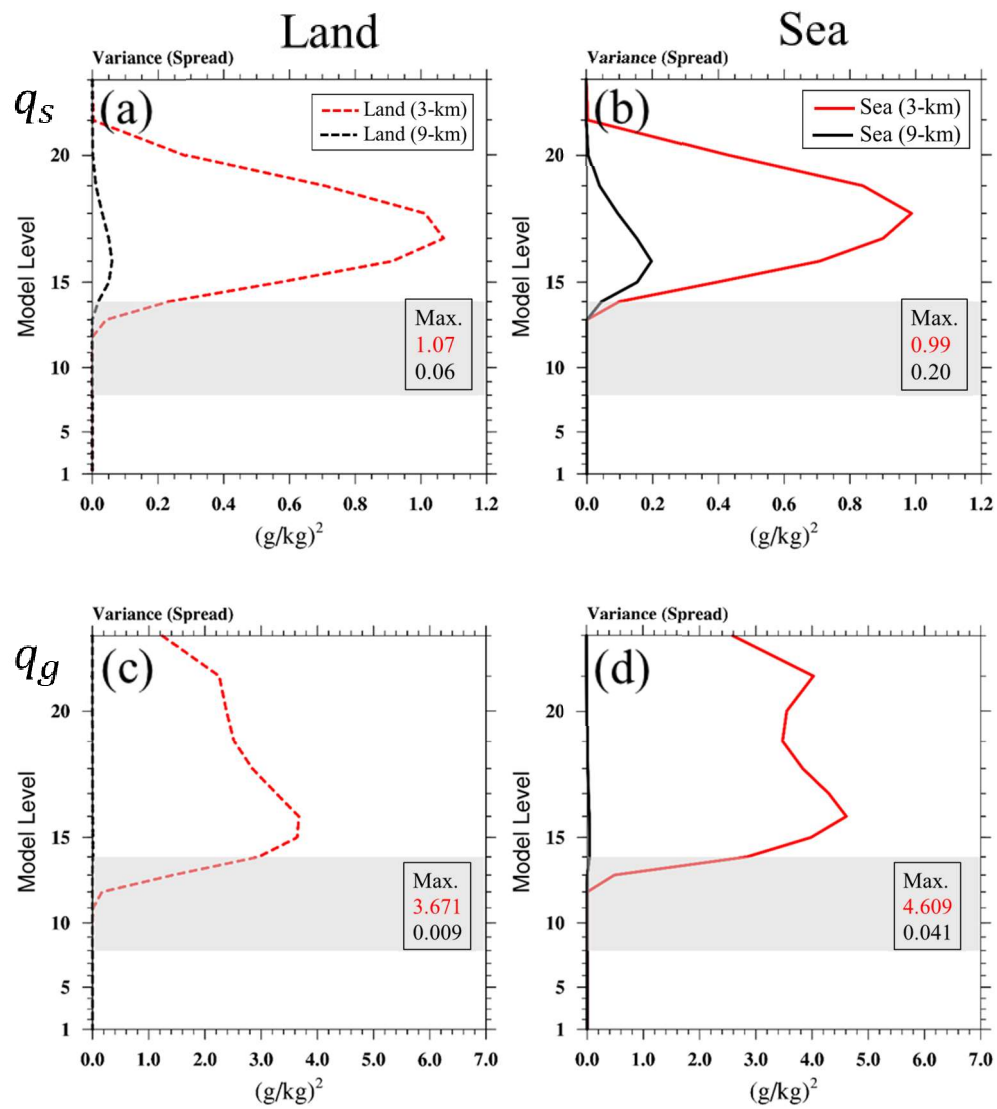 Land
Sea
Variance (Spread)
Variance (Spread)
q_s
(a)
Land (3-km)
Land (9-km)
(b)
Sea (3-km)
Sea (9-km)
Model Level
20
15
10
5
1
Max.
1.07
0.06
Model Level
20
15
10
5
1
Max.
0.99
0.20
0.0 0.2 0.4 0.6 0.8 1.0 1.2
(g/kg)²
0.0 0.2 0.4 0.6 0.8 1.0 1.2
(g/kg)²
Variance (Spread)
Variance (Spread)
q_g
(c)
(d)
Model Level
20
15
10
5
1
Max.
3.671
0.009
Model Level
20
15
10
5
1
Max.
4.609
0.041
0.0 1.0 2.0 3.0 4.0 5.0 6.0 7.0
(g/kg)²
0.0 1.0 2.0 3.0 4.0 5.0 6.0 7.0
(g/kg)²